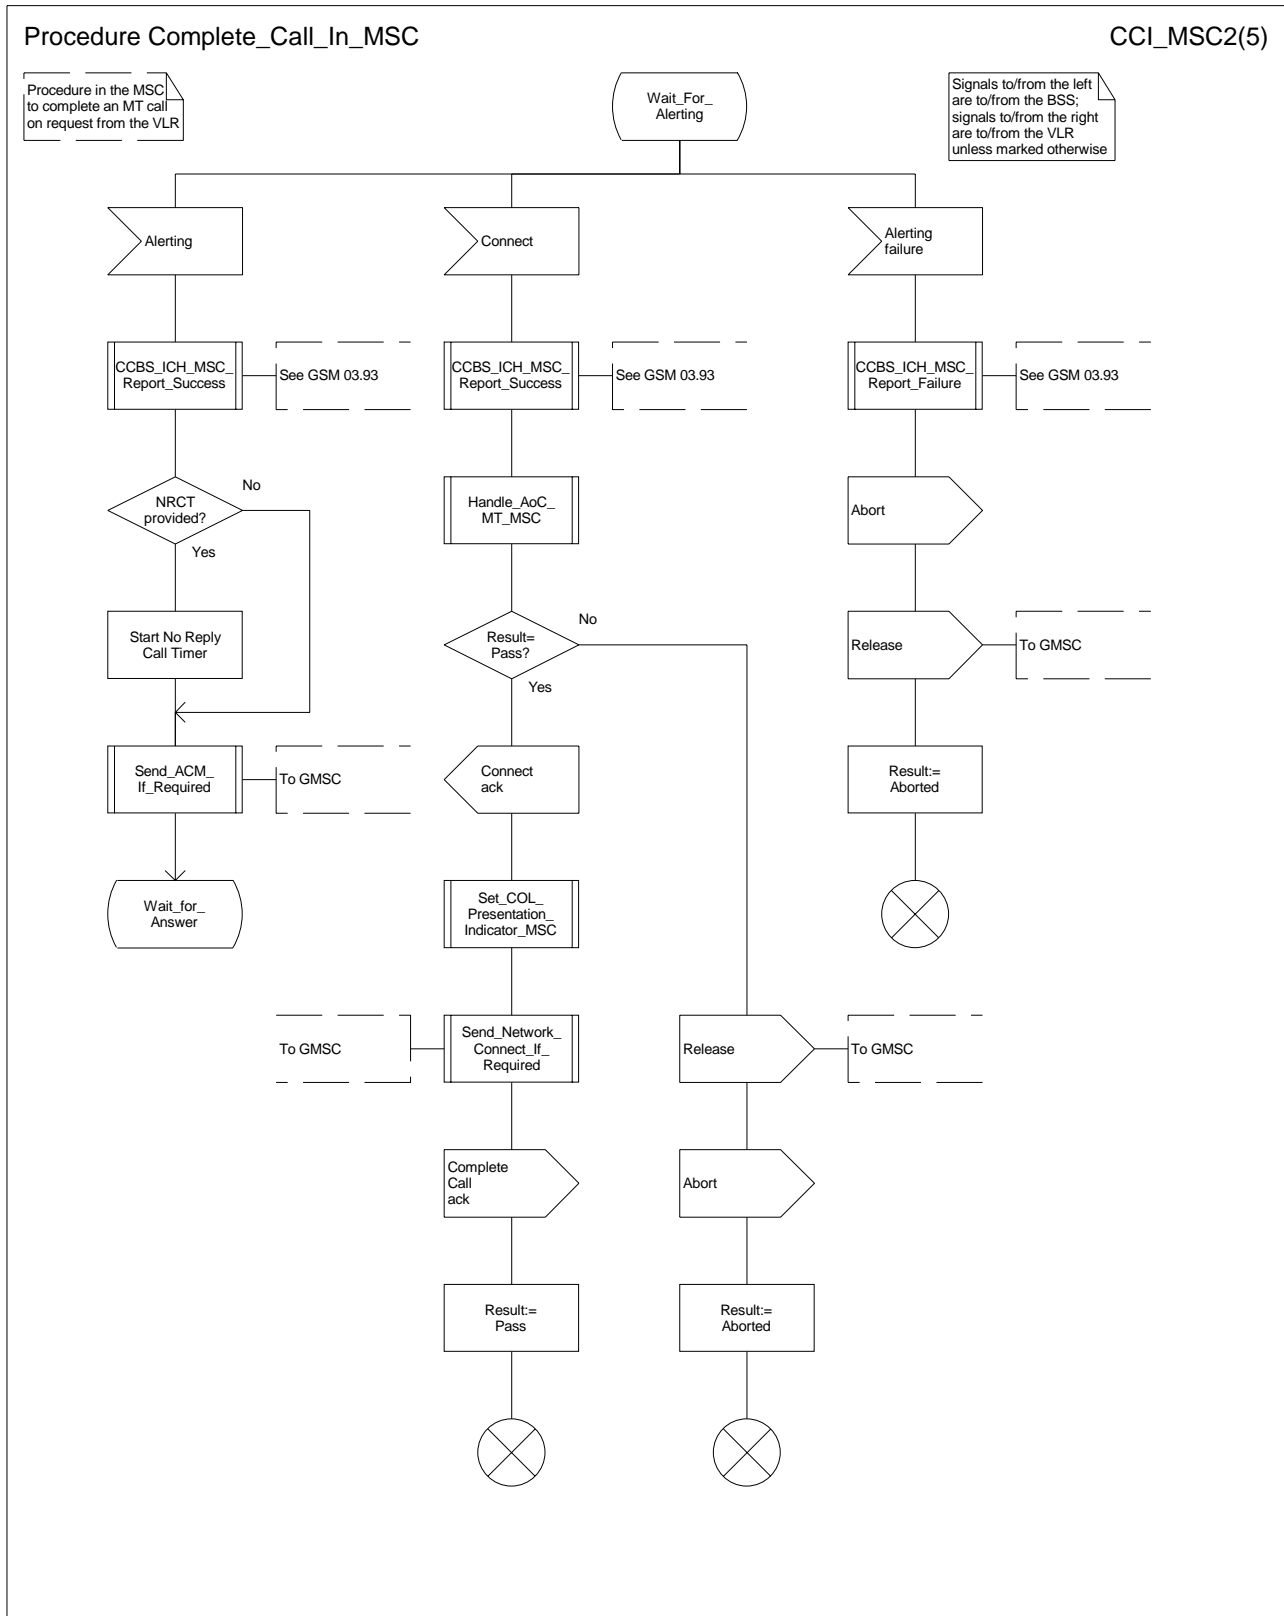 Procedure Complete_Call_In_MSC
CCI_MSC2(5)
Procedure in the MSC
to complete an MT call
on request from the VLR
Wait_For_
Alerting
Signals to/from the left
are to/from the BSS;
signals to/from the right
are to/from the VLR
unless marked otherwise
Alerting
Connect
Alerting
failure
CCBS_ICH_MSC_
Report_Success
See GSM 03.93
CCBS_ICH_MSC_
Report_Success
See GSM 03.93
CCBS_ICH_MSC_
Report_Failure
See GSM 03.93
NRCT
provided?
No
Yes
Handle_AoC_
MT_MSC
Abort
Start No Reply
Call Timer
Result=
Pass?
No
Yes
Release
To GMSC
Send_ACM_
If_Required
To GMSC
Connect
ack
Result:=
Aborted
Wait_for_
Answer
Set_COL_
Presentation_
Indicator_MSC
To GMSC
Send_Network_
Connect_If_
Required
Release
To GMSC
Complete
Call
ack
Abort
Result:=
Pass
Result:=
Aborted